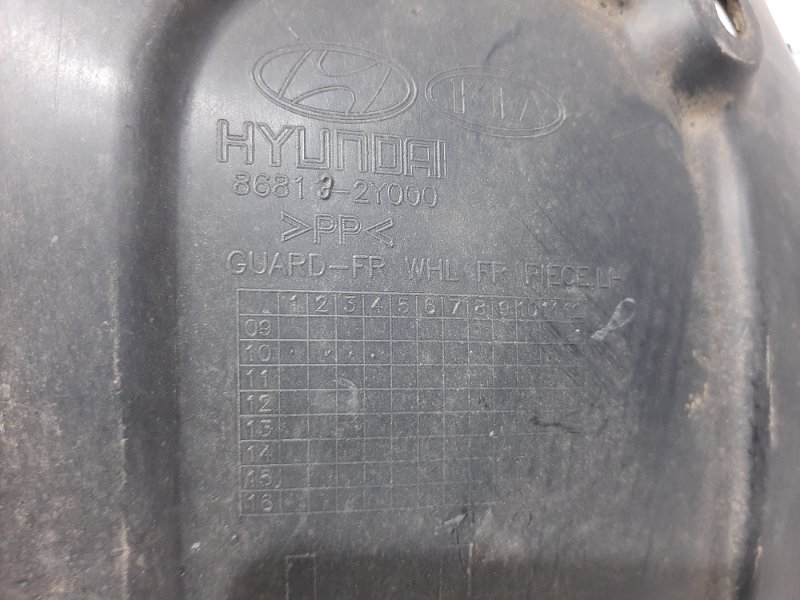 KIA
HYUNDAI
86813-2Y000
>PP<
GUARD-FR WHL FR PIECE,LH
1 2 3 4 5 6 7 8 9 10 11 12
09
10
11
12
13
14
15
16